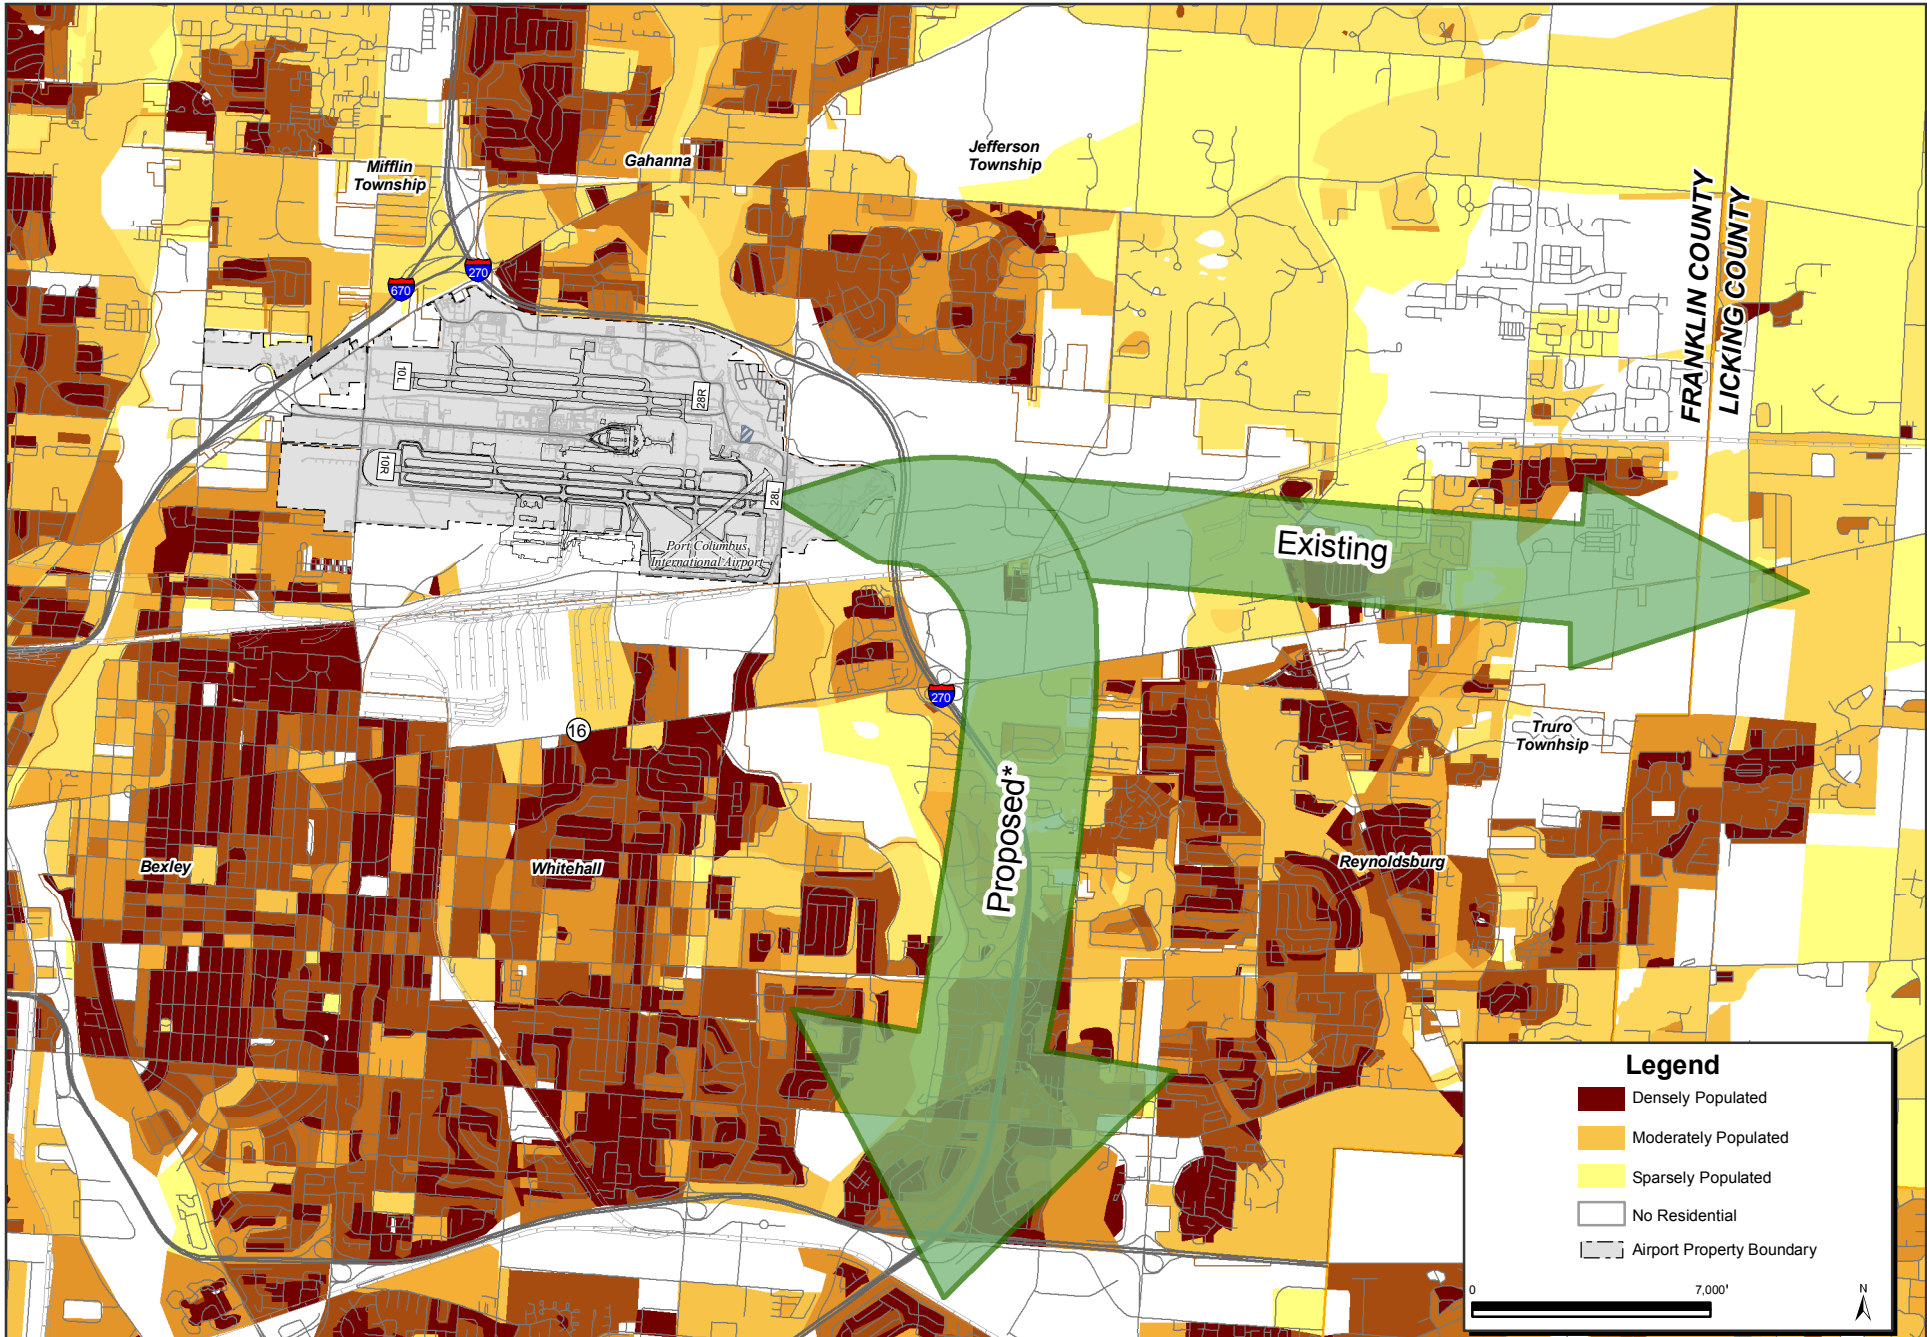 Mifflin
Township
Gahanna
Jefferson
Township
FRANKLIN COUNTY
LICKING COUNTY
270
670
10L
28R
10R
28L
Port Columbus
International Airport
Existing
270
16
Truro
Townhsip
Proposed*
Bexley
Whitehall
Reynoldsburg
Legend
Densely Populated
Moderately Populated
Sparsely Populated
No Residential
Airport Property Boundary
0
7,000'
N